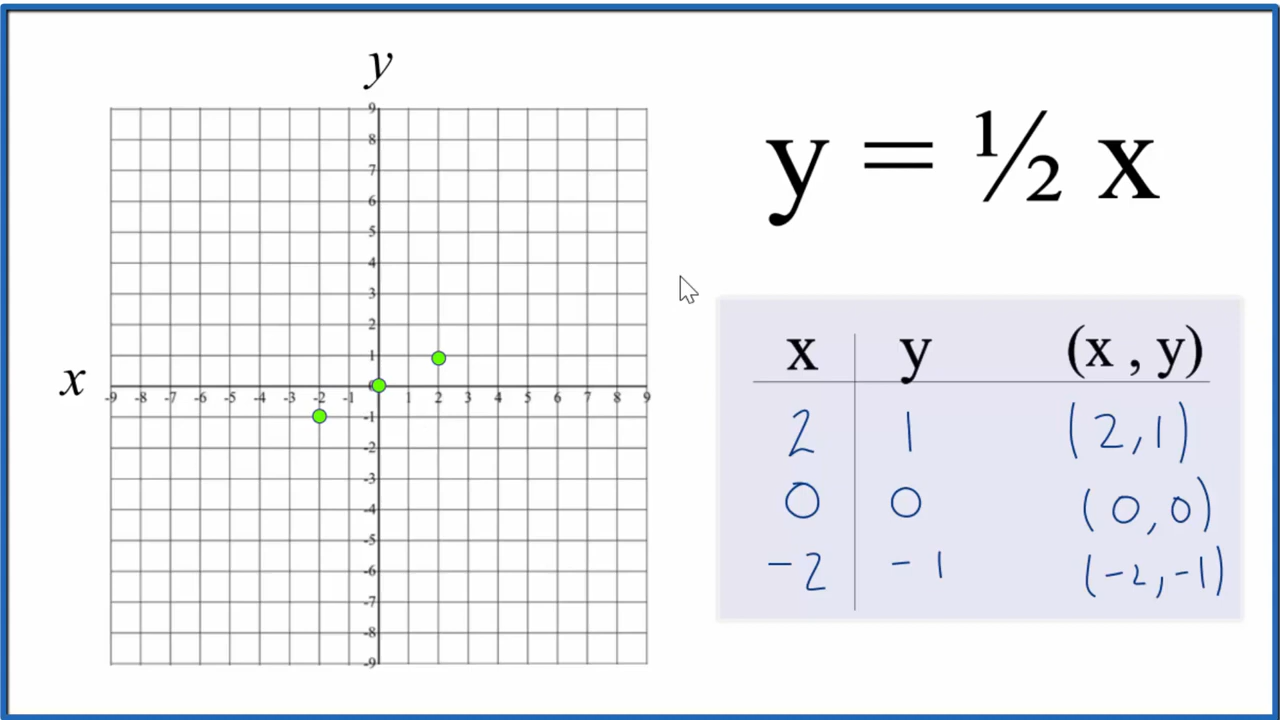 y
9
8
7
6
5
4
3
2
1
x
-9 -8 -7 -6 -5 -4 -3 -2 -1 1 2 3 4 5 6 7 8 9
-1
-2
-3
-4
-5
-6
-7
-8
-9
y = ½ x
x y (x , y)
2 1 (2,1)
0 0 (0,0)
-2 -1 (-2,-1)